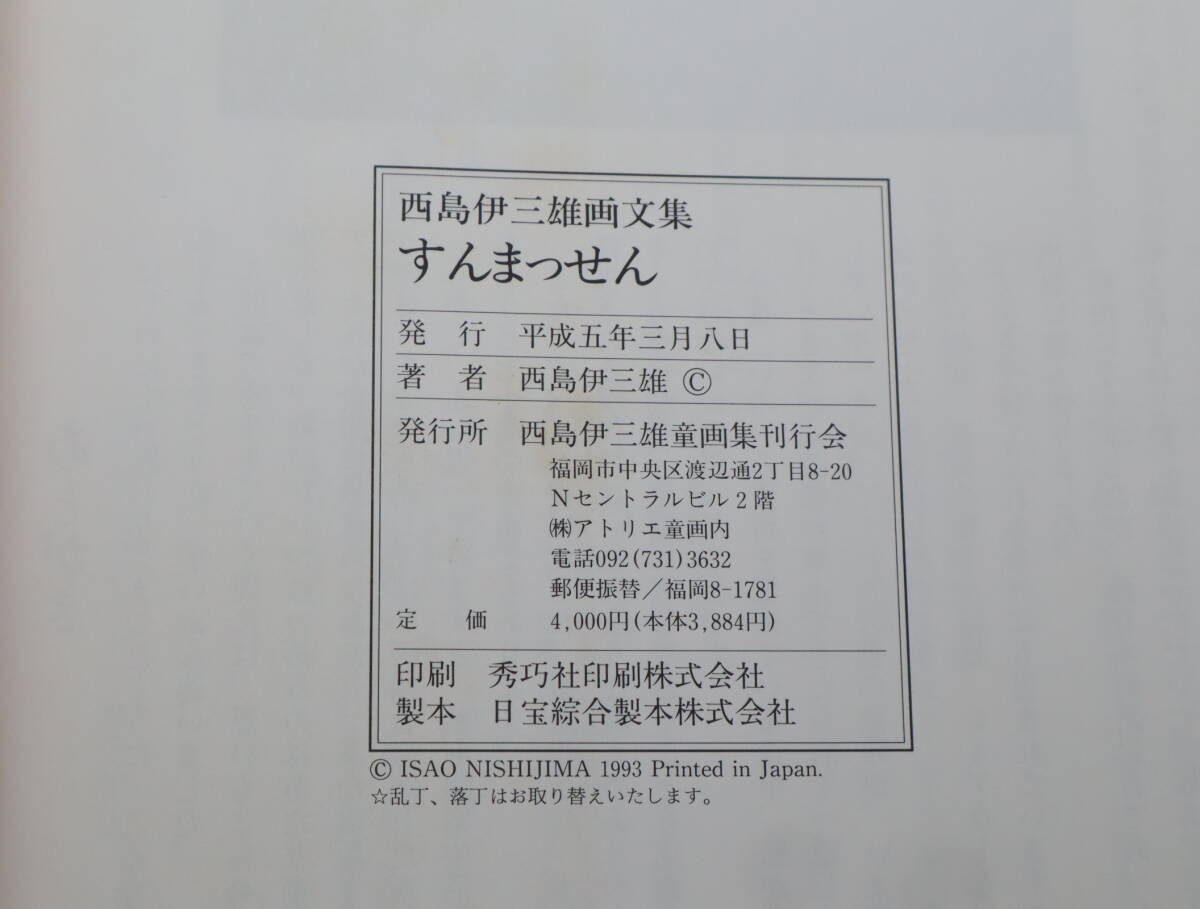 西島伊三雄画文集
すんまっせん
発 行 平成五年三月八日
著 者 西島伊三雄 Ⓒ
発行所 西島伊三雄童画集刊行会
福岡市中央区渡辺通2丁目8-20
Nセントラルビル2階
㈱アトリエ童画内
電話092(731)3632
郵便振替/福岡8-1781
定 価 4,000円(本体3,884円)
印刷 秀巧社印刷株式会社
製本 日宝綜合製本株式会社
Ⓒ ISAO NISHIJIMA 1993 Printed in Japan.
☆乱丁、落丁はお取り替えいたします。